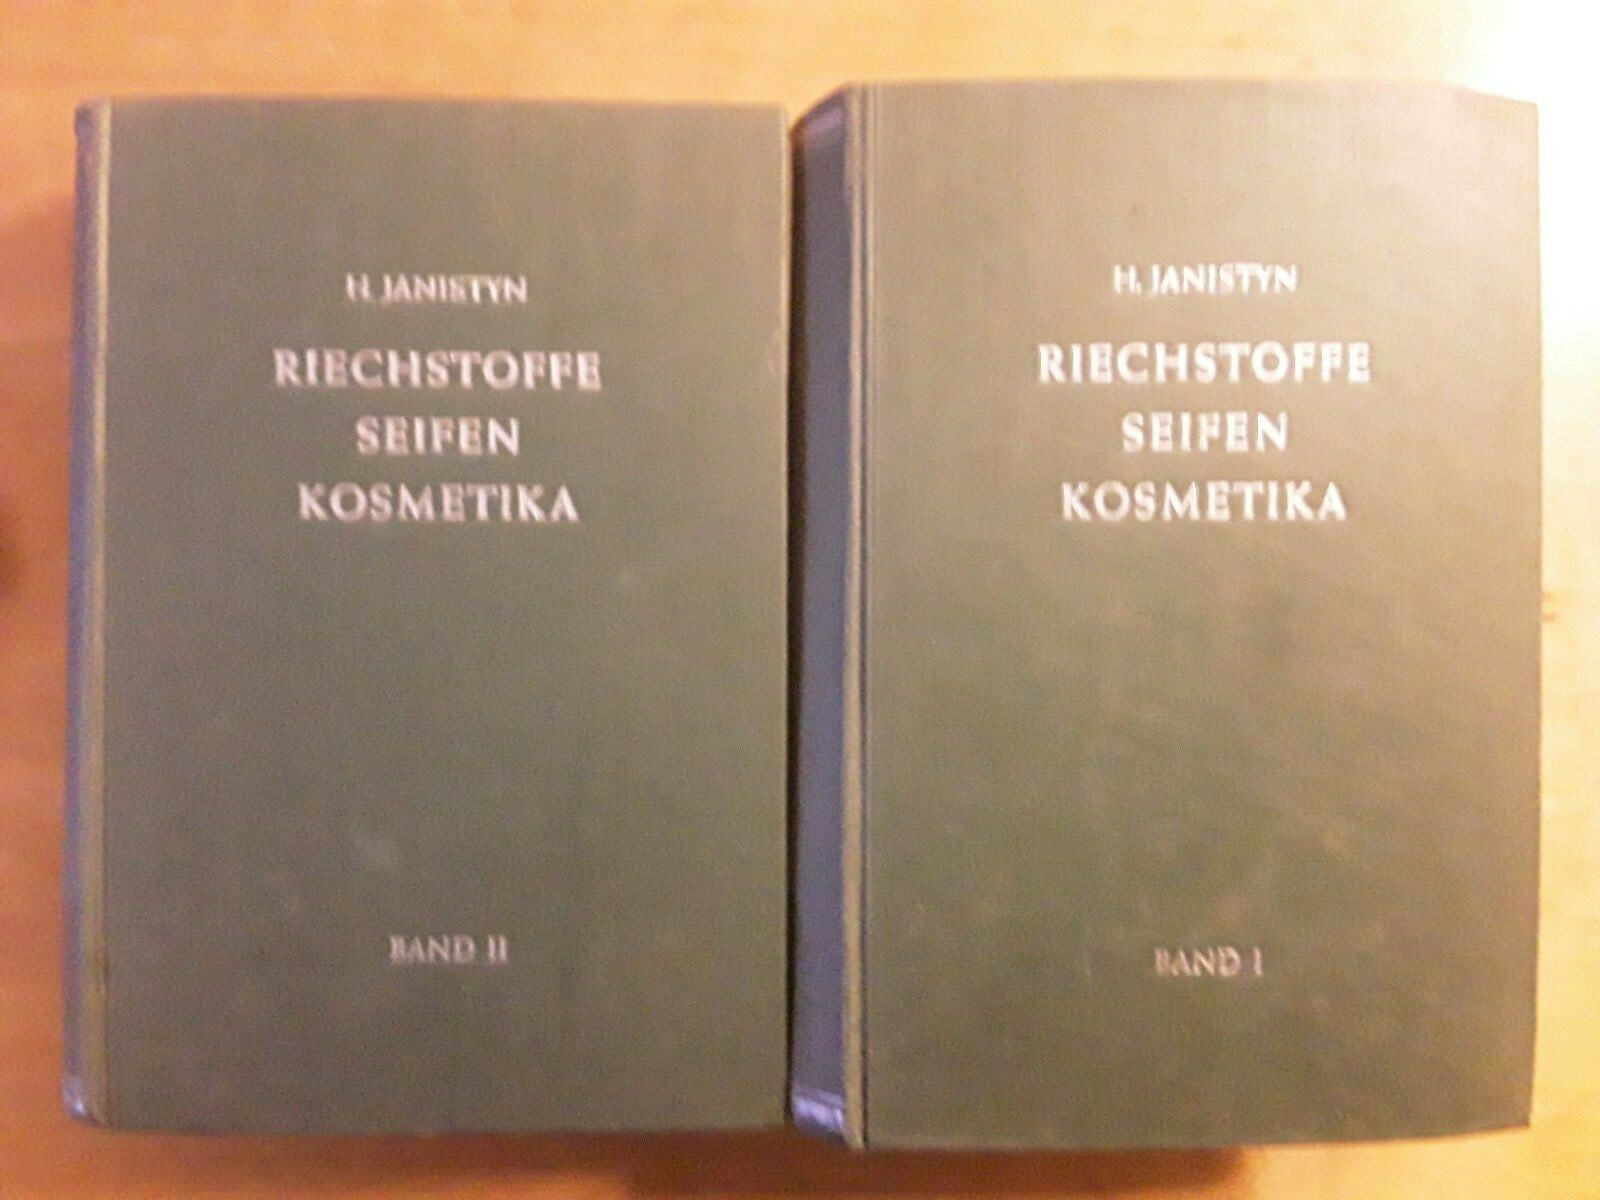 H. JANISTYN
RIECHSTOFFE
SEIFEN
KOSMETIKA
BAND II
H. JANISTYN
RIECHSTOFFE
SEIFEN
KOSMETIKA
BAND I